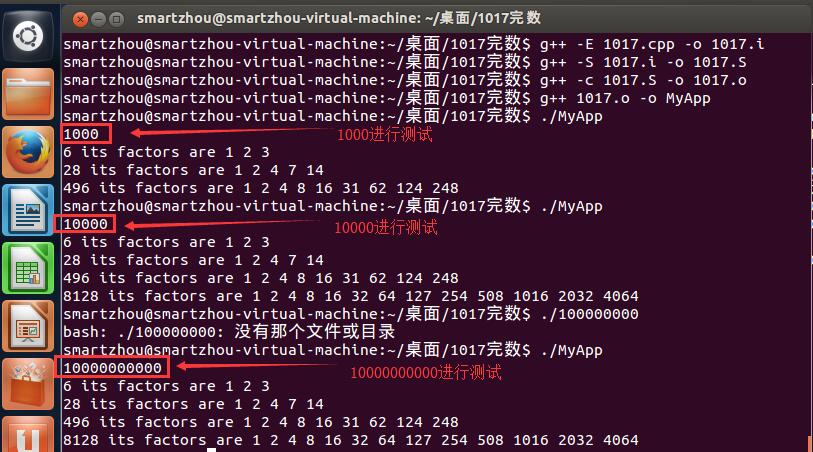 smartzhou@smartzhou-virtual-machine: ~/桌面/1017完数
smartzhou@smartzhou-virtual-machine:~/桌面/1017完数$ g++ -E 1017.cpp -o 1017.i
smartzhou@smartzhou-virtual-machine:~/桌面/1017完数$ g++ -S 1017.i -o 1017.S
smartzhou@smartzhou-virtual-machine:~/桌面/1017完数$ g++ -c 1017.S -o 1017.o
smartzhou@smartzhou-virtual-machine:~/桌面/1017完数$ g++ 1017.o -o MyApp
smartzhou@smartzhou-virtual-machine:~/桌面/1017完数$ ./MyApp
1000 1000进行测试
6 its factors are 1 2 3
28 its factors are 1 2 4 7 14
496 its factors are 1 2 4 8 16 31 62 124 248
smartzhou@smartzhou-virtual-machine:~/桌面/1017完数$ ./MyApp
10000 10000进行测试
6 its factors are 1 2 3
28 its factors are 1 2 4 7 14
496 its factors are 1 2 4 8 16 31 62 124 248
8128 its factors are 1 2 4 8 16 32 64 127 254 508 1016 2032 4064
smartzhou@smartzhou-virtual-machine:~/桌面/1017完数$ ./100000000
bash: ./100000000: 没有那个文件或目录
smartzhou@smartzhou-virtual-machine:~/桌面/1017完数$ ./MyApp
10000000000 10000000000进行测试
6 its factors are 1 2 3
28 its factors are 1 2 4 7 14
496 its factors are 1 2 4 8 16 31 62 124 248
8128 its factors are 1 2 4 8 16 32 64 127 254 508 1016 2032 4064